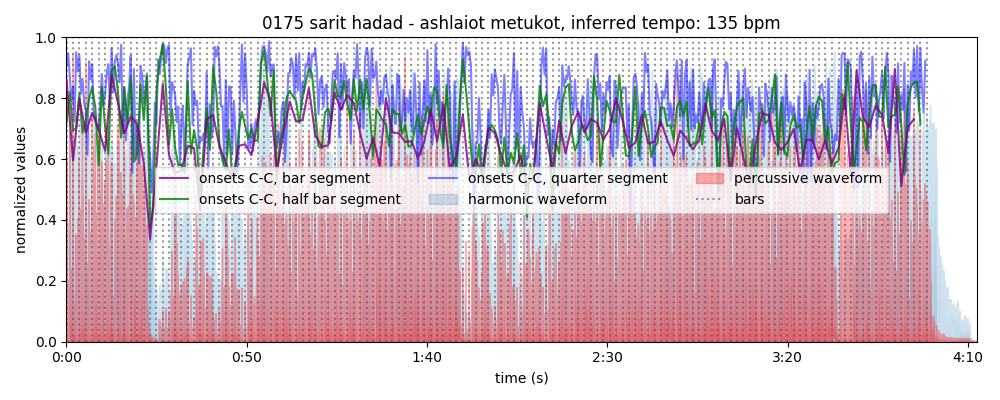 0175 sarit hadad - ashlaiot metukot, inferred tempo: 135 bpm
1.0
0.8
0.6
0.4
0.2
0.0
normalized values
onsets C-C, bar segment
onsets C-C, half bar segment
onsets C-C, quarter segment
harmonic waveform
percussive waveform
bars
0:00
0:50
1:40
2:30
3:20
4:10
time (s)